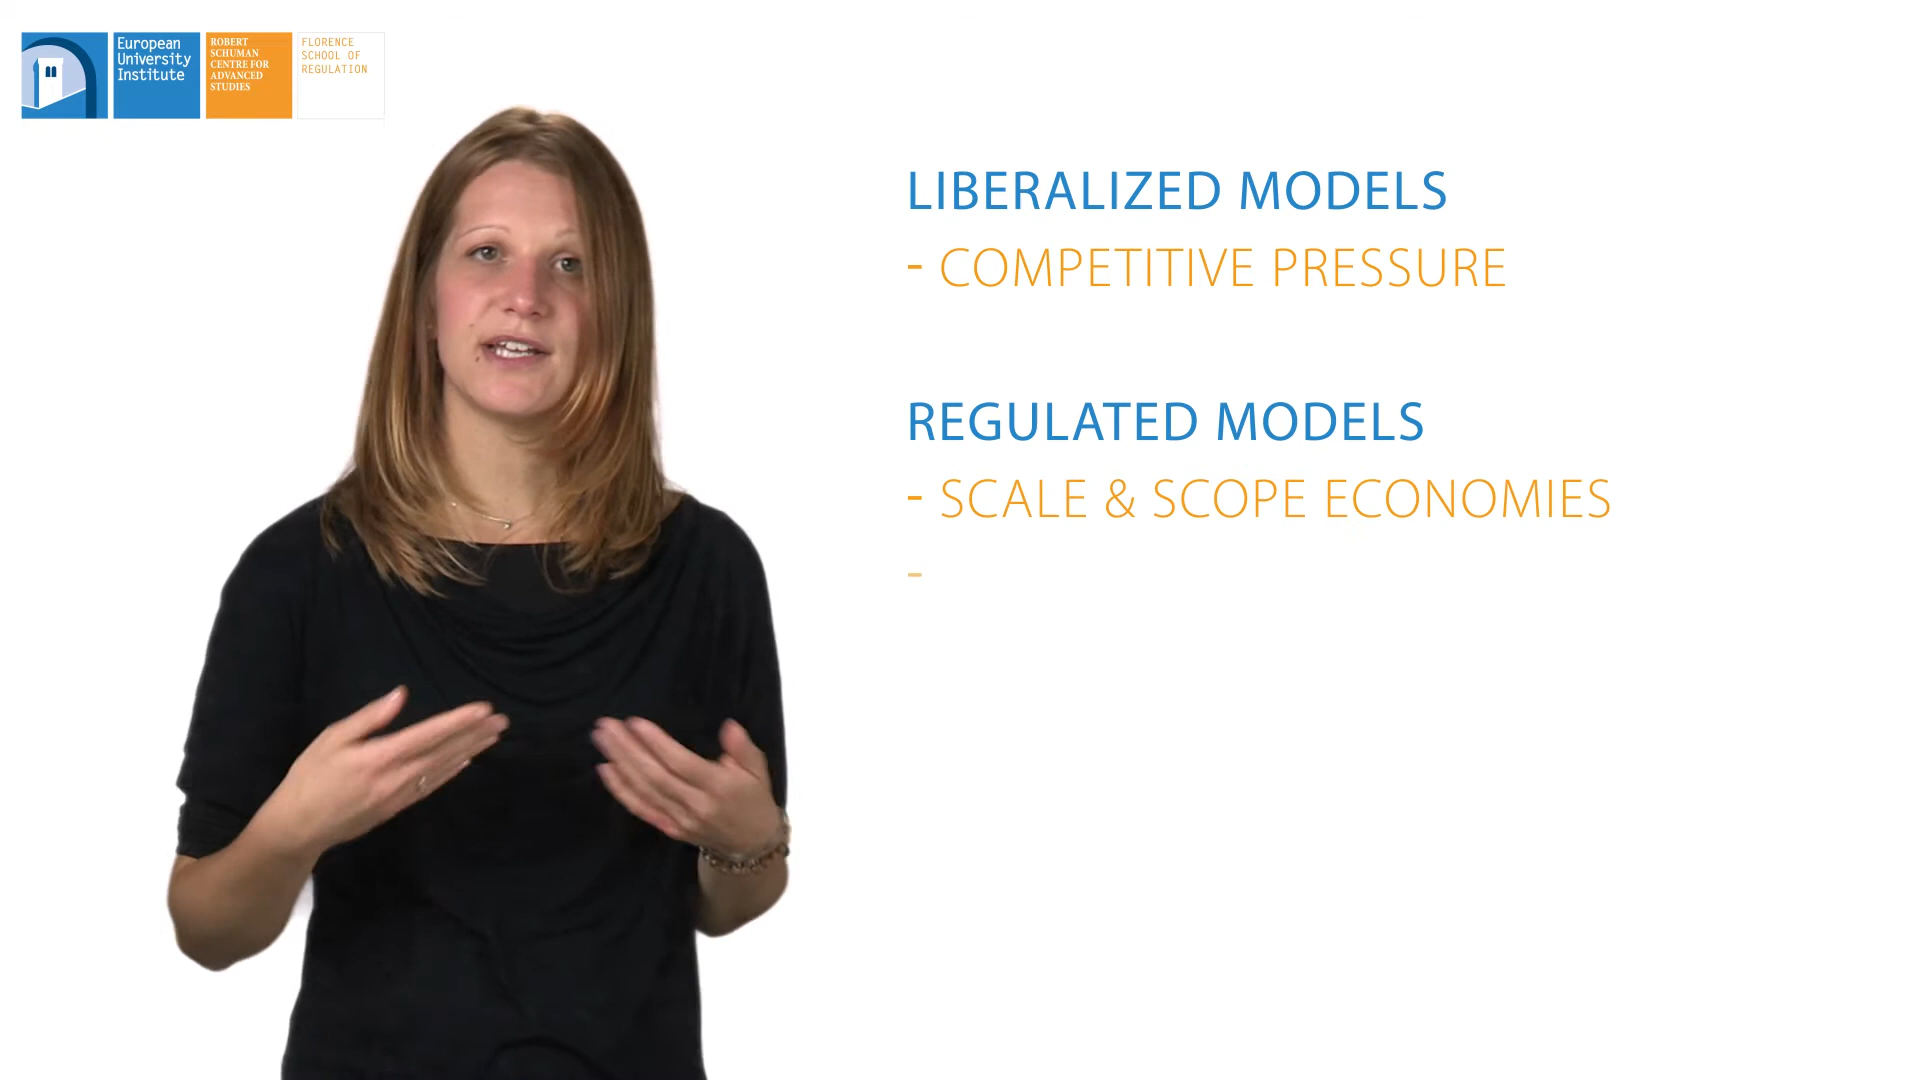 European
University
Institute
ROBERT
SCHUMAN
CENTRE FOR
ADVANCED
STUDIES
FLORENCE
SCHOOL OF
REGULATION
LIBERALIZED MODELS
- COMPETITIVE PRESSURE
REGULATED MODELS
- SCALE & SCOPE ECONOMIES
-